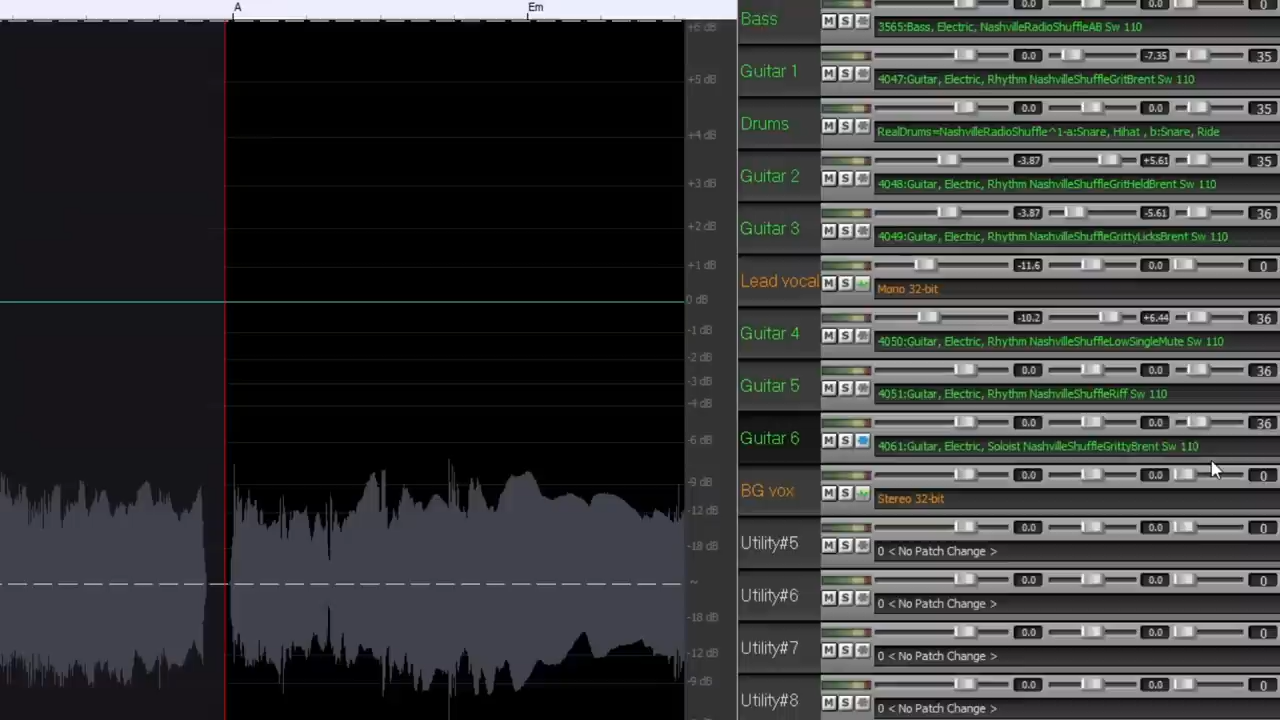 A
Em
+6 dB
+5 dB
+4 dB
+3 dB
+2 dB
+1 dB
0 dB
-1 dB
-2 dB
-3 dB
-4 dB
-6 dB
-9 dB
-12 dB
-18 dB
-18 dB
-12 dB
-9 dB
Bass
M S
0.0 0.0 0
3565:Bass, Electric, NashvilleRadioShuffleAB Sw 110
Guitar 1
M S
0.0 -7.35 35
4047:Guitar, Electric, Rhythm NashvilleShuffleGritBrent Sw 110
Drums
M S
0.0 0.0 35
RealDrums=NashvilleRadioShuffle^1-a:Snare, Hihat , b:Snare, Ride
Guitar 2
M S
-3.87 +5.61 35
4048:Guitar, Electric, Rhythm NashvilleShuffleGritHeldBrent Sw 110
Guitar 3
M S
-3.87 -5.61 36
4049:Guitar, Electric, Rhythm NashvilleShuffleGrittyLicksBrent Sw 110
Lead vocal
M S
-11.6 0.0 0
Mono 32-bit
Guitar 4
M S
-10.2 +6.44 36
4050:Guitar, Electric, Rhythm NashvilleShuffleLowSingleMute Sw 110
Guitar 5
M S
0.0 0.0 36
4051:Guitar, Electric, Rhythm NashvilleShuffleRiff Sw 110
Guitar 6
M S
0.0 0.0 36
4061:Guitar, Electric, Soloist NashvilleShuffleGrittyBrent Sw 110
BG vox
M S
0.0 0.0 0
Stereo 32-bit
Utility#5
M S
0.0 0.0 0
0 < No Patch Change >
Utility#6
M S
0.0 0.0 0
0 < No Patch Change >
Utility#7
M S
0.0 0.0 0
0 < No Patch Change >
Utility#8
M S
0.0 0.0 0
0 < No Patch Change >